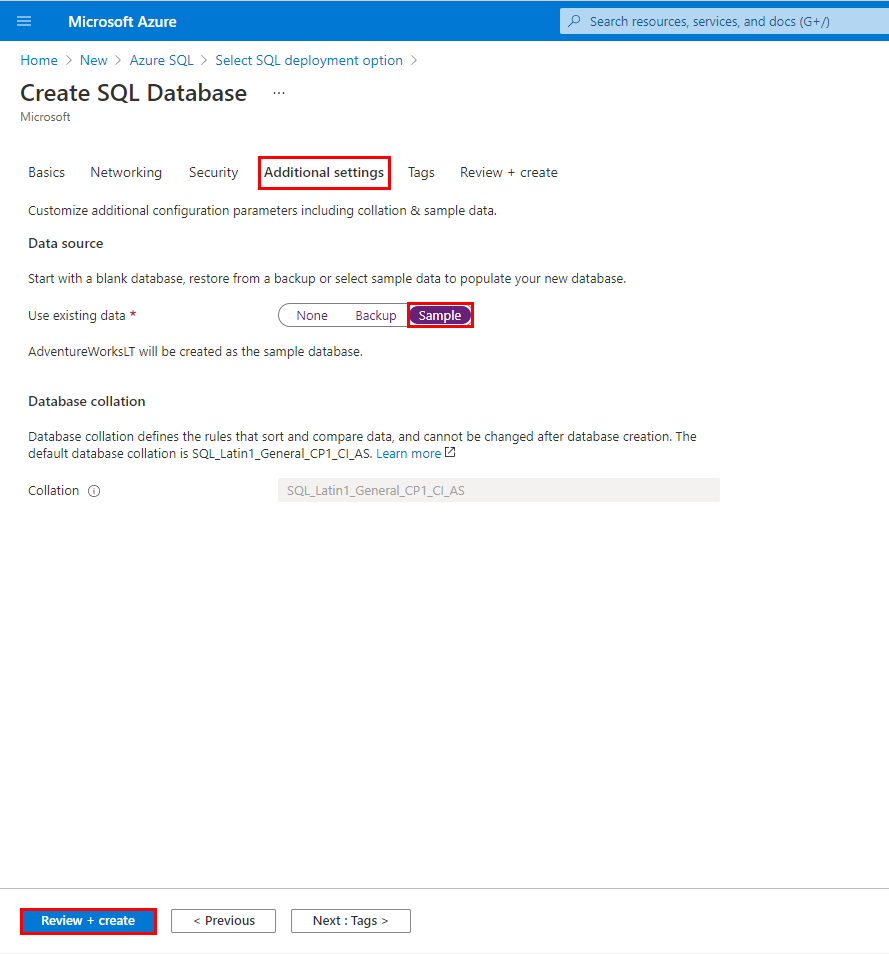 Microsoft Azure
Search resources, services, and docs (G+/)
Home > New > Azure SQL > Select SQL deployment option >
Create SQL Database ...
Microsoft
Basics Networking Security Additional settings Tags Review + create
Customize additional configuration parameters including collation & sample data.
Data source
Start with a blank database, restore from a backup or select sample data to populate your new database.
Use existing data * None Backup Sample
AdventureWorksLT will be created as the sample database.
Database collation
Database collation defines the rules that sort and compare data, and cannot be changed after database creation. The
default database collation is SQL_Latin1_General_CP1_CI_AS. Learn more
Collation SQL_Latin1_General_CP1_CI_AS
Review + create < Previous Next : Tags >